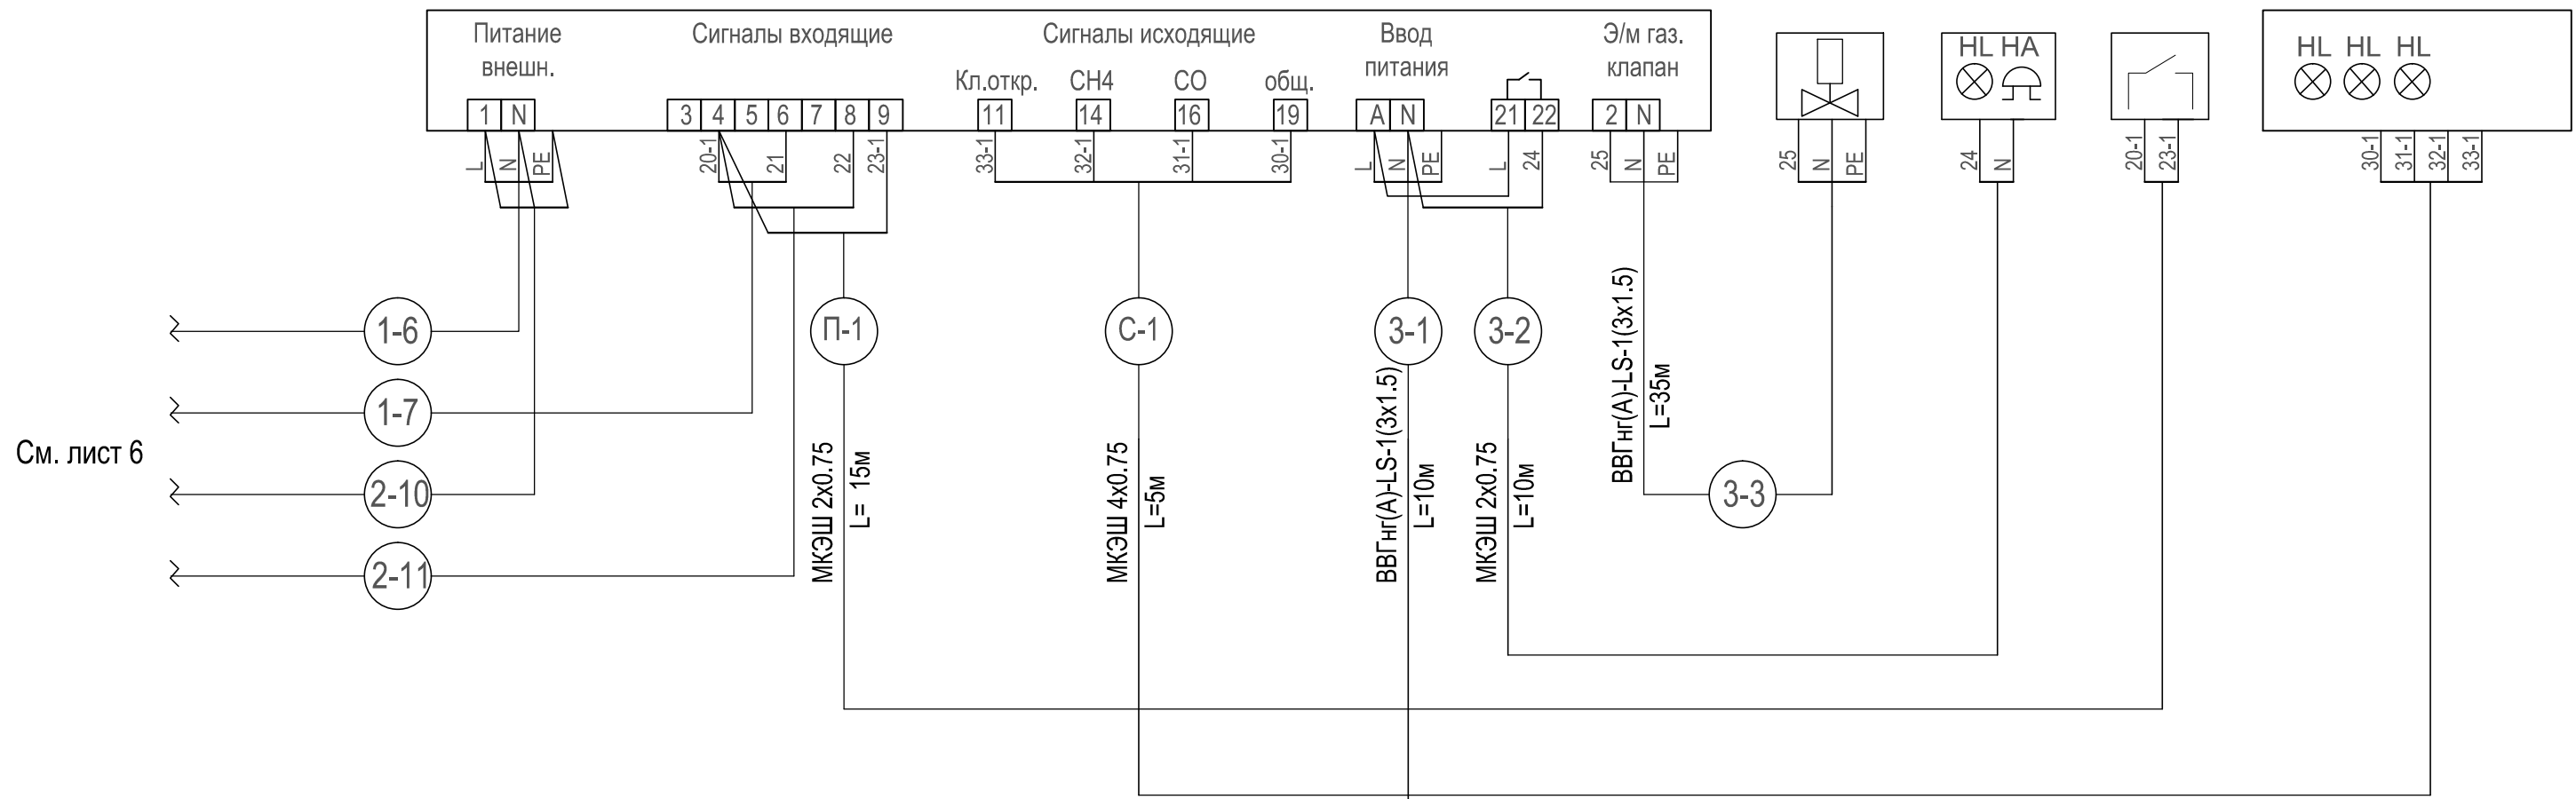 Питание внешн.
Сигналы входящие
Сигналы исходящие
Ввод питания
Э/м газ. клапан
Кл.откр.
CH4
CO
общ.
HL HA
HL HL HL
1 N
3 4 5 6 7 8 9
11
14
16
19
A N
21 22
2 N
L N PE
20-1 21 22 23-1
33-1
32-1
31-1
30-1
L N PE
L 24
25 N PE
25 N PE
24 N
20-1 23-1
30-1 31-1 32-1 33-1
1-6
П-1
С-1
3-1
3-2
1-7
См. лист 6
2-10
3-3
2-11
МКЭШ 2x0.75
L= 15м
МКЭШ 4x0.75
L=5м
ВВГнг(А)-LS-1(3x1.5)
L=10м
МКЭШ 2x0.75
L=10м
ВВГнг(А)-LS-1(3x1.5)
L=35м